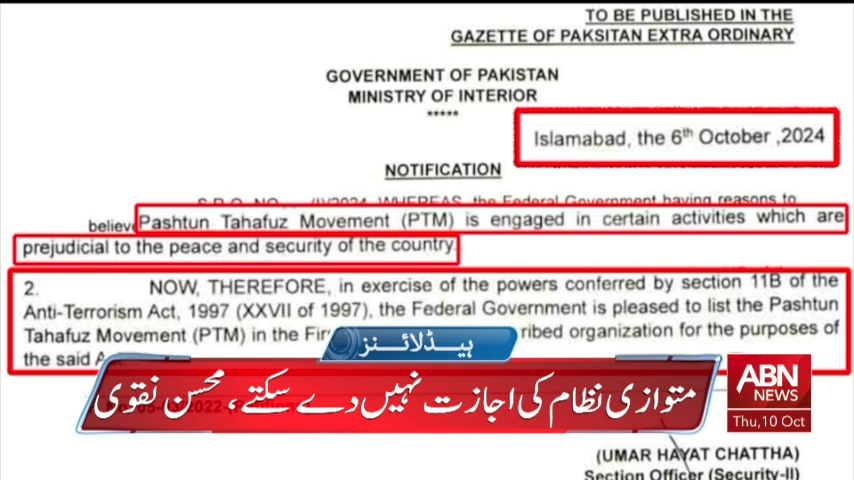 TO BE PUBLISHED IN THE
GAZETTE OF PAKSITAN EXTRA ORDINARY
GOVERNMENT OF PAKISTAN
MINISTRY OF INTERIOR
*****
Islamabad, the 6th October ,2024
NOTIFICATION
WHEREAS, the Federal Government having reasons to
believe Pashtun Tahafuz Movement (PTM) is engaged in certain activities which are
prejudicial to the peace and security of the country.
2. NOW, THEREFORE, in exercise of the powers conferred by section 11B of the
Anti-Terrorism Act, 1997 (XXVII of 1997), the Federal Government is pleased to list the Pashtun
Tahafuz Movement (PTM) in the ribed organization for the purposes of
the said
ہیڈلائنز
متوازی نظام کی اجازت نہیں دے سکتے، محسن نقوی
ABN
NEWS
Thu,10 Oct
(UMAR HAYAT CHATTHA)
Section Officer (Security-II)